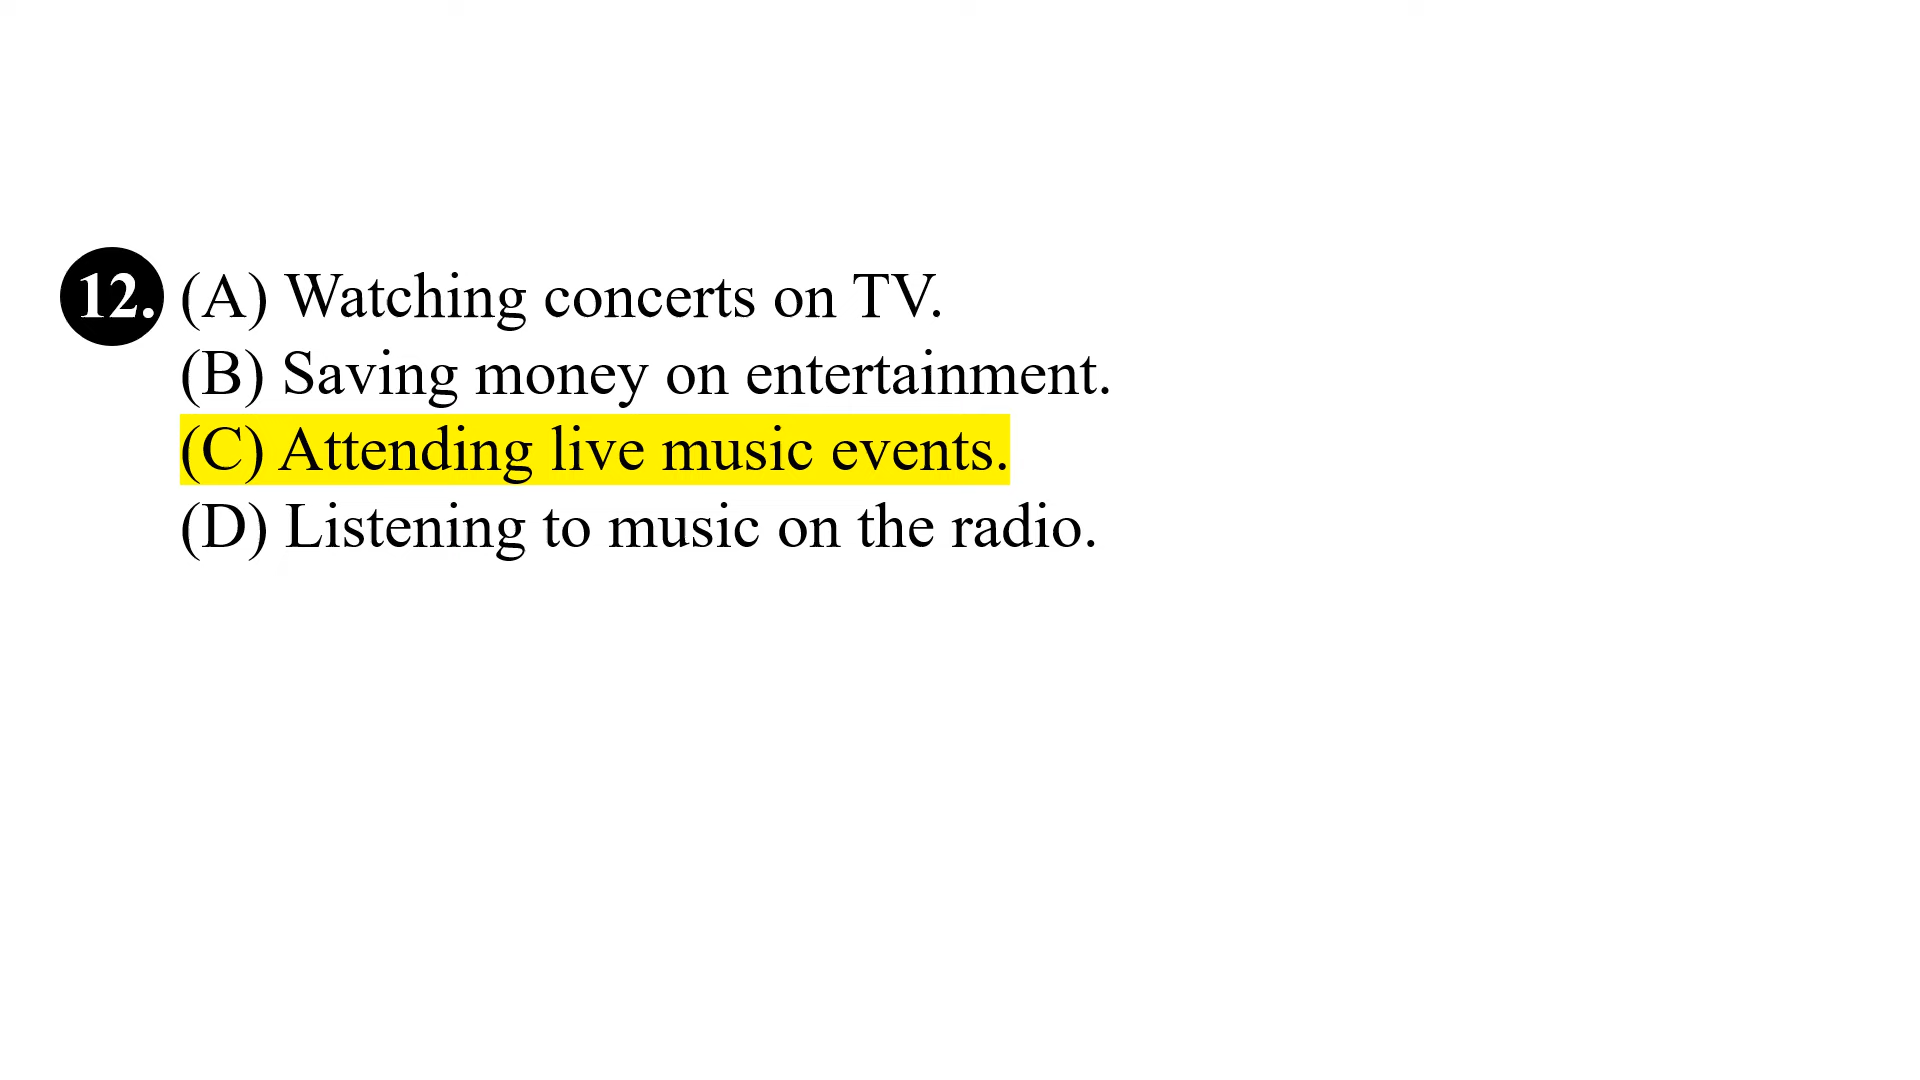 12. (A) Watching concerts on TV.
(B) Saving money on entertainment.
(C) Attending live music events.
(D) Listening to music on the radio.